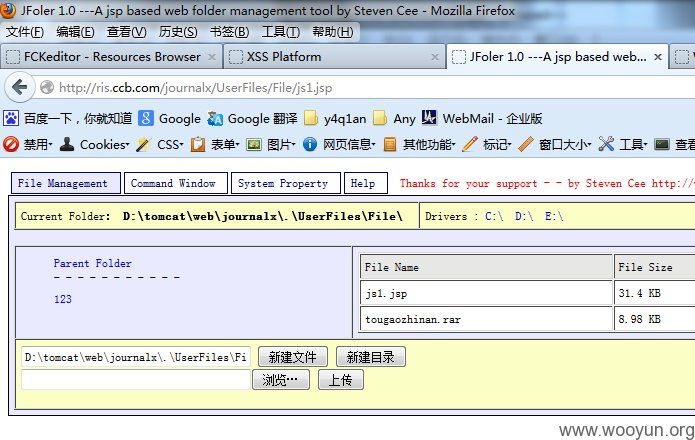 JFoler 1.0 ---A jsp based web folder management tool by Steven Cee - Mozilla Firefox
文件(F) 编辑(E) 查看(V) 历史(S) 书签(B) 工具(T) 帮助(H)
FCKeditor - Resources Browser XSS Platform JFoler 1.0 ---A jsp based web...
http://ris.ccb.com/journalx/UserFiles/File/js1.jsp
百度一下，你就知道 Google Google 翻译 y4q1an Any WebMail - 企业版
禁用 Cookies CSS 表单 图片 网页信息 其他功能 标记 窗口大小 工具
File Management Command Window System Property Help Thanks for your support - - by Steven Cee http://
Current Folder: D:\tomcat\web\journalx\.\UserFiles\File\ Drivers : C:\ D:\ E:\
Parent Folder
- - - - - - - - - - -
123
File Name File Size
js1.jsp 31.4 KB
tougaozhinan.rar 8.98 KB
D:\tomcat\web\journalx\.\UserFiles\Fi 新建文件 新建目录
浏览… 上传
www.wooyun.org